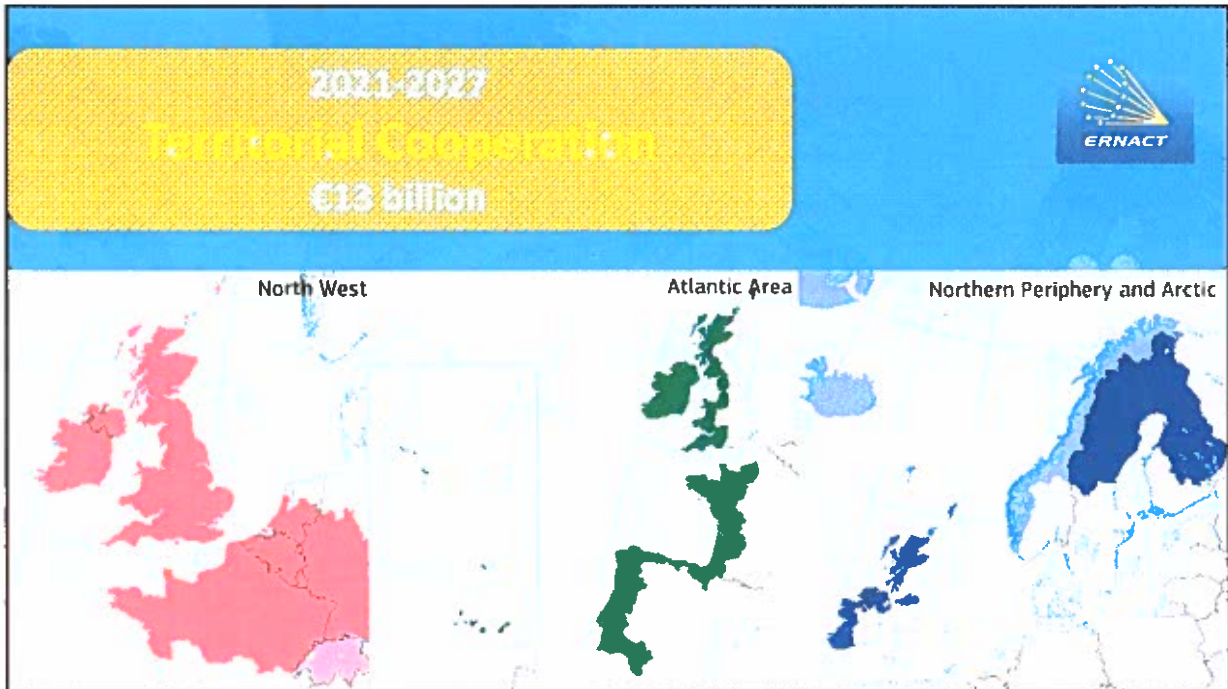 2021-2027
Territorial Cooperation
€13 billion
ERNACT
North West
Atlantic Area
Northern Periphery and Arctic